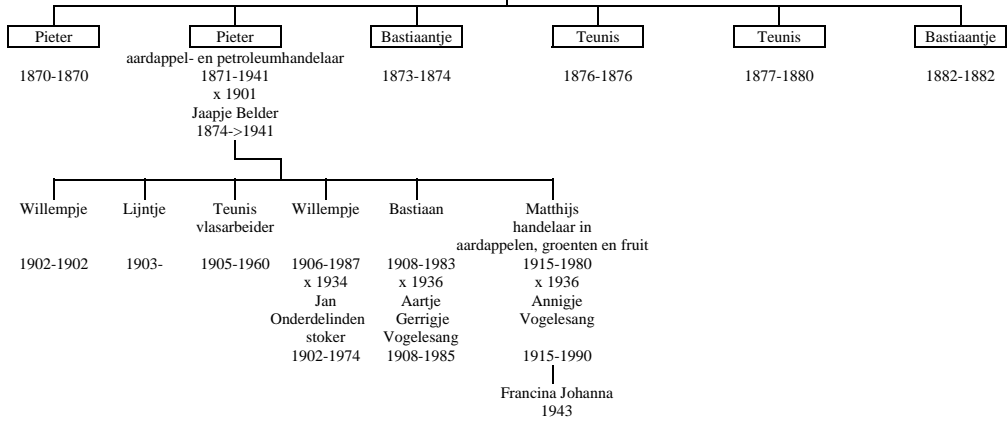 Pieter Pieter Bastiaantje Teunis Teunis Bastiaantje
aardappel- en petroleumhandelaar
1870-1870 1871-1941 1873-1874 1876-1876 1877-1880 1882-1882
x 1901
Jaapje Belder
1874->1941
Willempje Lijntje Teunis Willempje Bastiaan Matthijs
vlasarbeider handelaar in
aardappelen, groenten en fruit
1902-1902 1903- 1905-1960 1906-1987 1908-1983 1915-1980
x 1934 x 1936 x 1936
Jan Aartje Annigje
Onderdelinden Gerrigje Vogelesang
stoker Vogelesang
1902-1974 1908-1985 1915-1990
Francina Johanna
1943